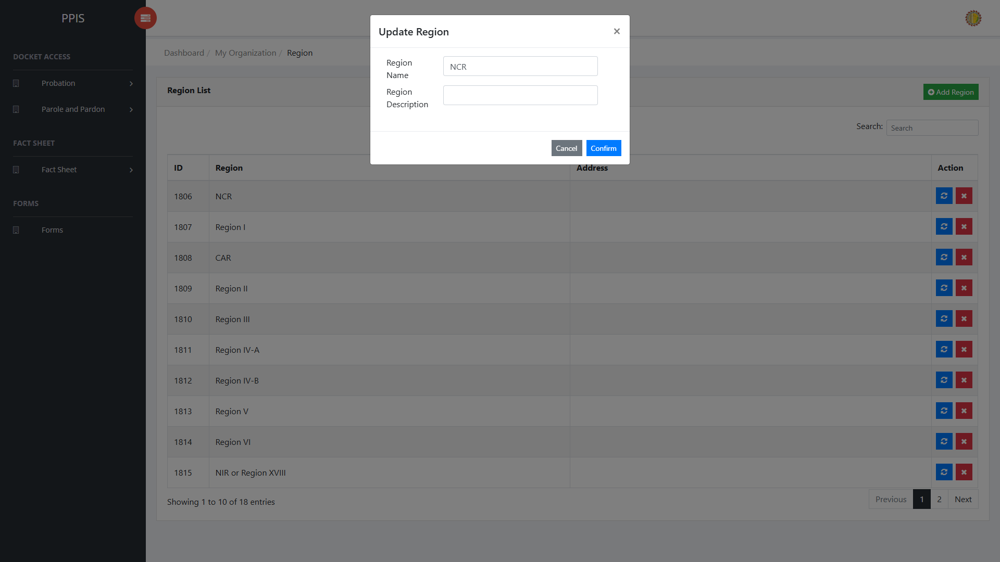 PPIS
DOCKET ACCESS
Probation
Parole and Pardon
FACT SHEET
Fact Sheet
FORMS
Forms
Dashboard / My Organization / Region
Update Region ×
Region Name NCR
Region Description
Cancel Confirm
Region List
Add Region
Search: Search
ID Region Address Action
1806 NCR
1807 Region I
1808 CAR
1809 Region II
1810 Region III
1811 Region IV-A
1812 Region IV-B
1813 Region V
1814 Region VI
1815 NIR or Region XVIII
Showing 1 to 10 of 18 entries
Previous 1 2 Next